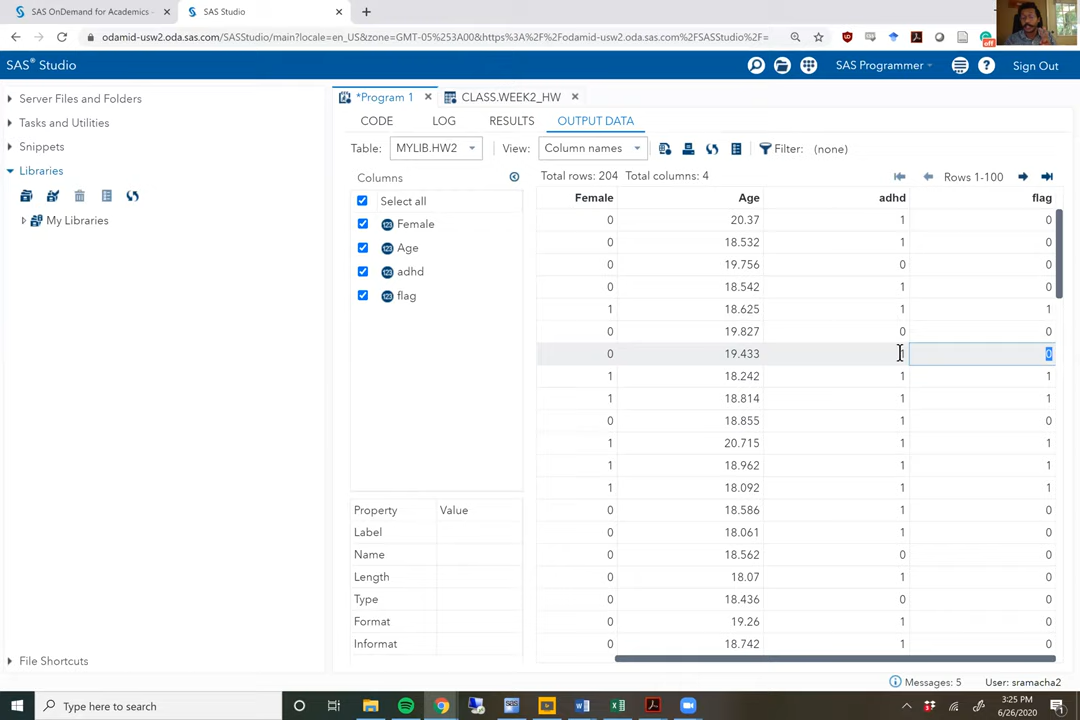 SAS OnDemand for Academics -
SAS Studio
odamid-usw2.oda.sas.com/SASStudio/main?locale=en_US&zone=GMT-05%253A00&https%3A%2F%2Fodamid-usw2.oda.sas.com%2FSASStudio%2F=
off
SAS® Studio
SAS Programmer
Sign Out
Server Files and Folders
Tasks and Utilities
Snippets
Libraries
My Libraries
File Shortcuts
*Program 1
CLASS.WEEK2_HW
CODE LOG RESULTS OUTPUT DATA
Table: MYLIB.HW2 View: Column names Filter: (none)
Columns
Select all
Female
Age
adhd
flag
Property Value
Label
Name
Length
Type
Format
Informat
Total rows: 204 Total columns: 4 Rows 1-100
Female Age adhd flag
0 20.37 1 0
0 18.532 1 0
0 19.756 0 0
0 18.542 1 0
1 18.625 1 1
0 19.827 0 0
0 19.433 1 0
1 18.242 1 1
1 18.814 1 1
0 18.855 1 0
1 20.715 1 1
1 18.962 1 1
1 18.092 1 1
0 18.586 1 0
0 18.061 1 0
0 18.562 0 0
0 18.07 1 0
0 18.436 0 0
0 19.26 1 0
0 18.742 1 0
Messages: 5 User: sramacha2
Type here to search
3:25 PM
6/26/2020